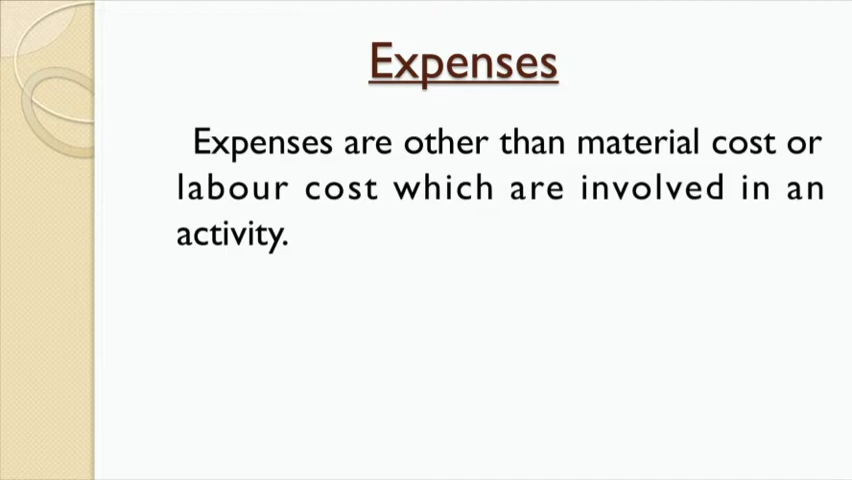 Expenses
Expenses are other than material cost or
labour cost which are involved in an
activity.